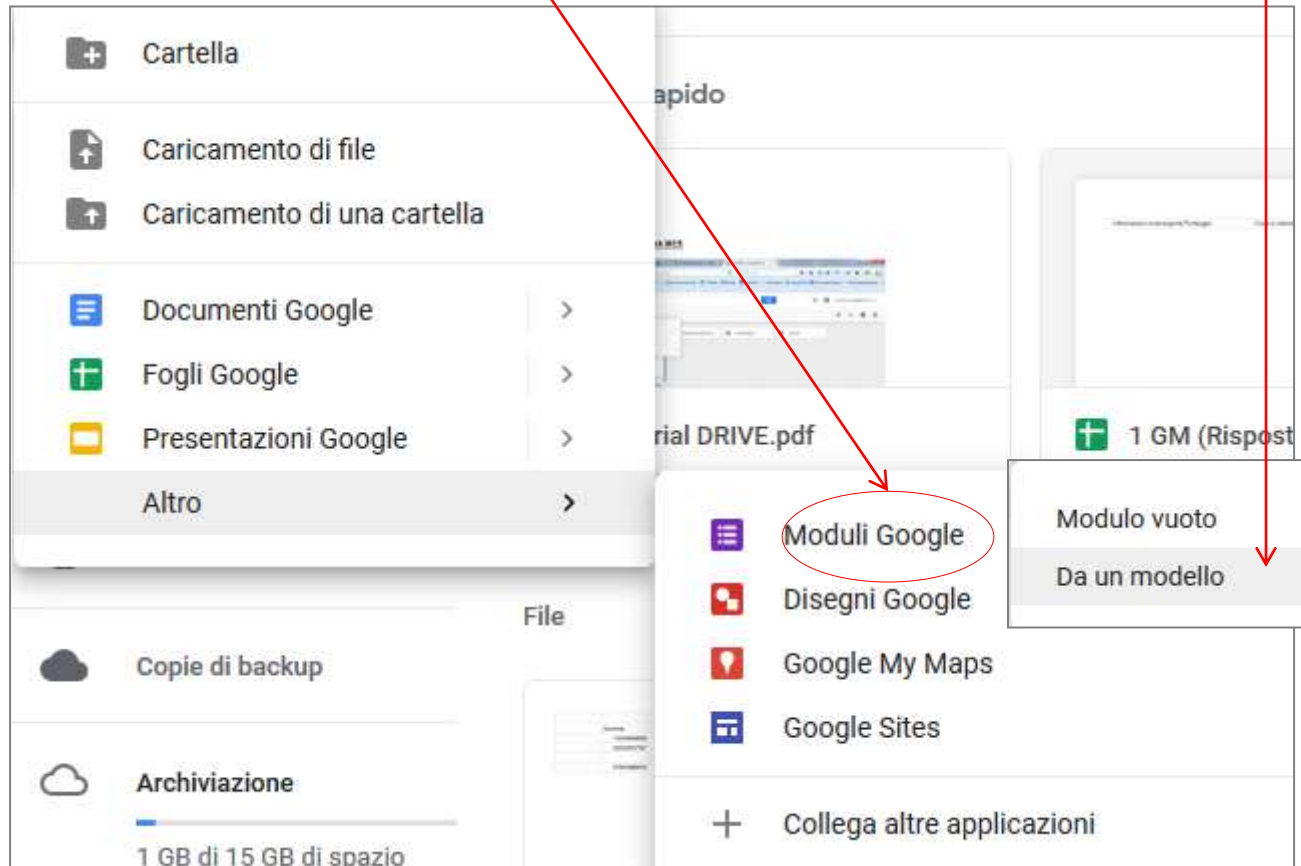 Cartella
Caricamento di file
Caricamento di una cartella
Documenti Google
Fogli Google
Presentazioni Google
Altro
Copie di backup
Archiviazione
1 GB di 15 GB di spazio
apido
rial DRIVE.pdf
1 GM (Rispost
File
Moduli Google
Disegni Google
Google My Maps
Google Sites
Collega altre applicazioni
Modulo vuoto
Da un modello